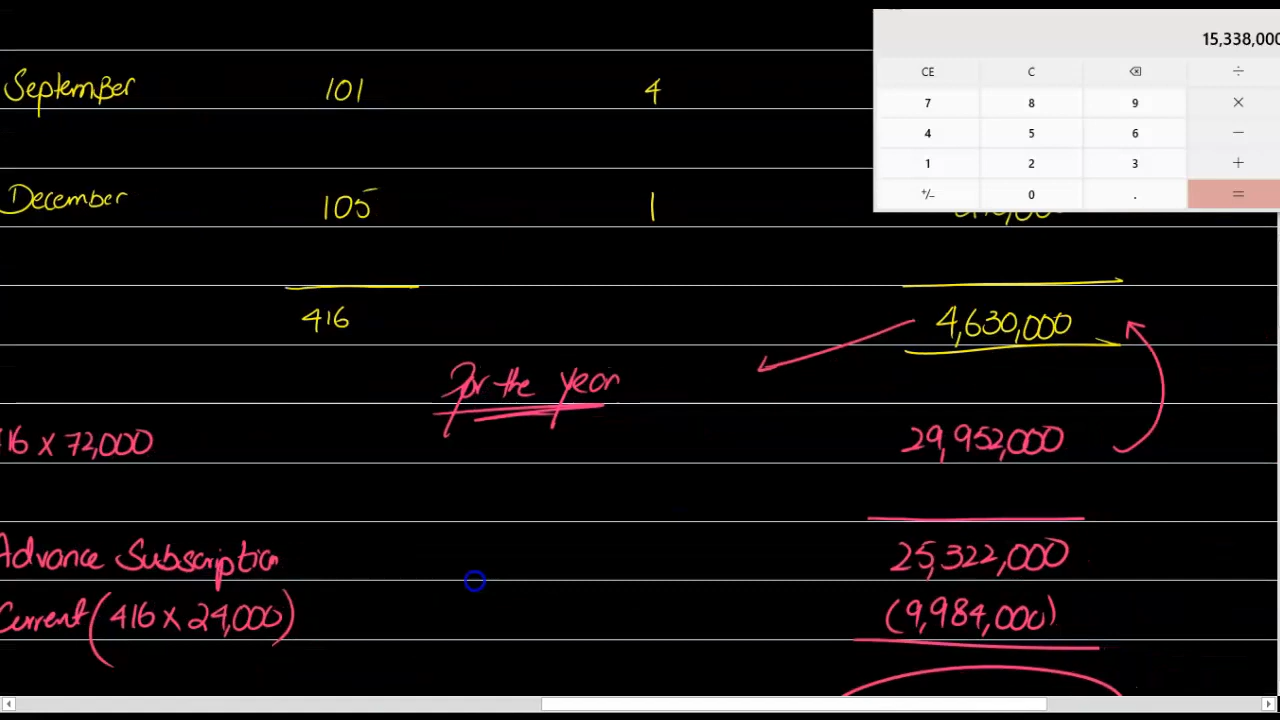 15,338,000
CE C ⌫ ÷
7 8 9 ×
4 5 6 −
1 2 3 +
+/− 0 . =
September 101 4
December 105 1
416 4,630,000
For the year
16 x 72,000 29,952,000
Advance Subscription 25,322,000
Current (416 x 24,000) (9,984,000)